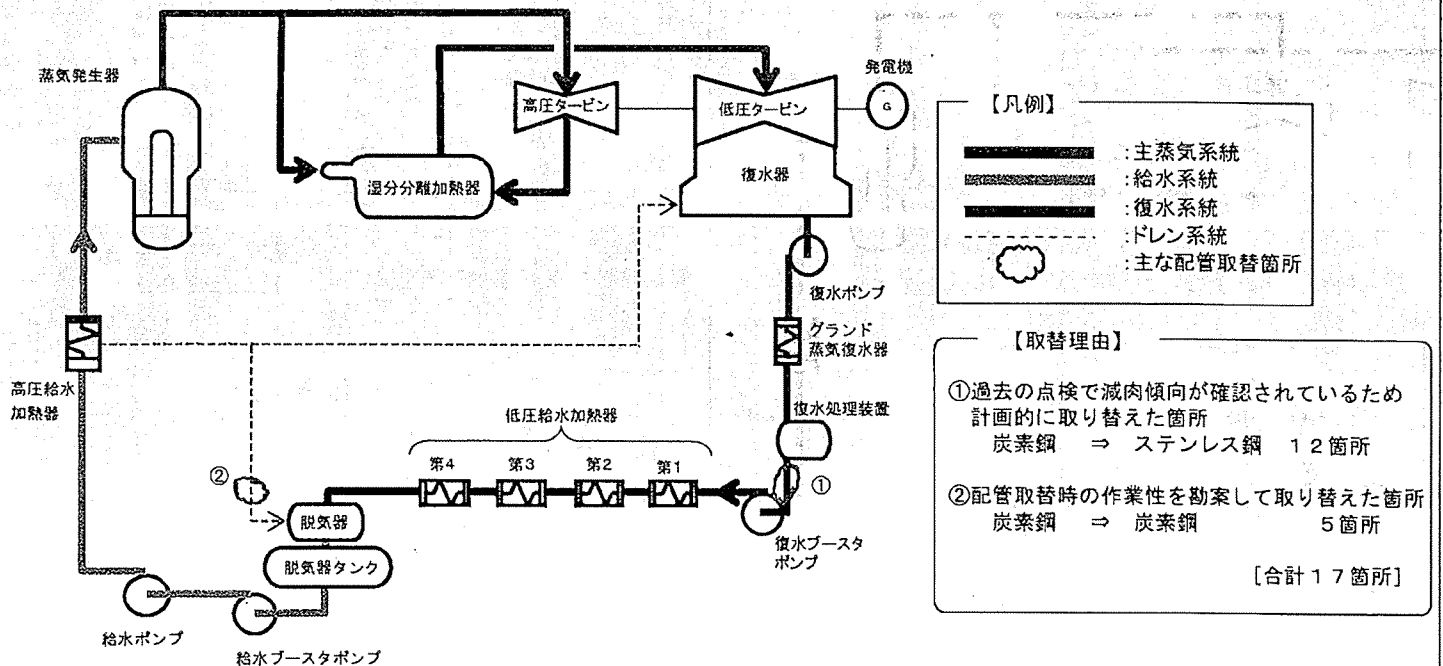 蒸気発生器
高圧タービン
低圧タービン
発電機
G
湿分分離加熱器
復水器
復水ポンプ
グランド
蒸気復水器
復水処理装置
①
復水ブースタ
ポンプ
低圧給水加熱器
第4
第3
第2
第1
②
脱気器
脱気器タンク
高圧給水
加熱器
給水ポンプ
給水ブースタポンプ
【凡例】
:主蒸気系統
:給水系統
:復水系統
:ドレン系統
:主な配管取替箇所
【取替理由】
①過去の点検で減肉傾向が確認されているため
計画的に取り替えた箇所
炭素鋼 ⇒ ステンレス鋼 12箇所
②配管取替時の作業性を勘案して取り替えた箇所
炭素鋼 ⇒ 炭素鋼 5箇所
[合計17箇所]